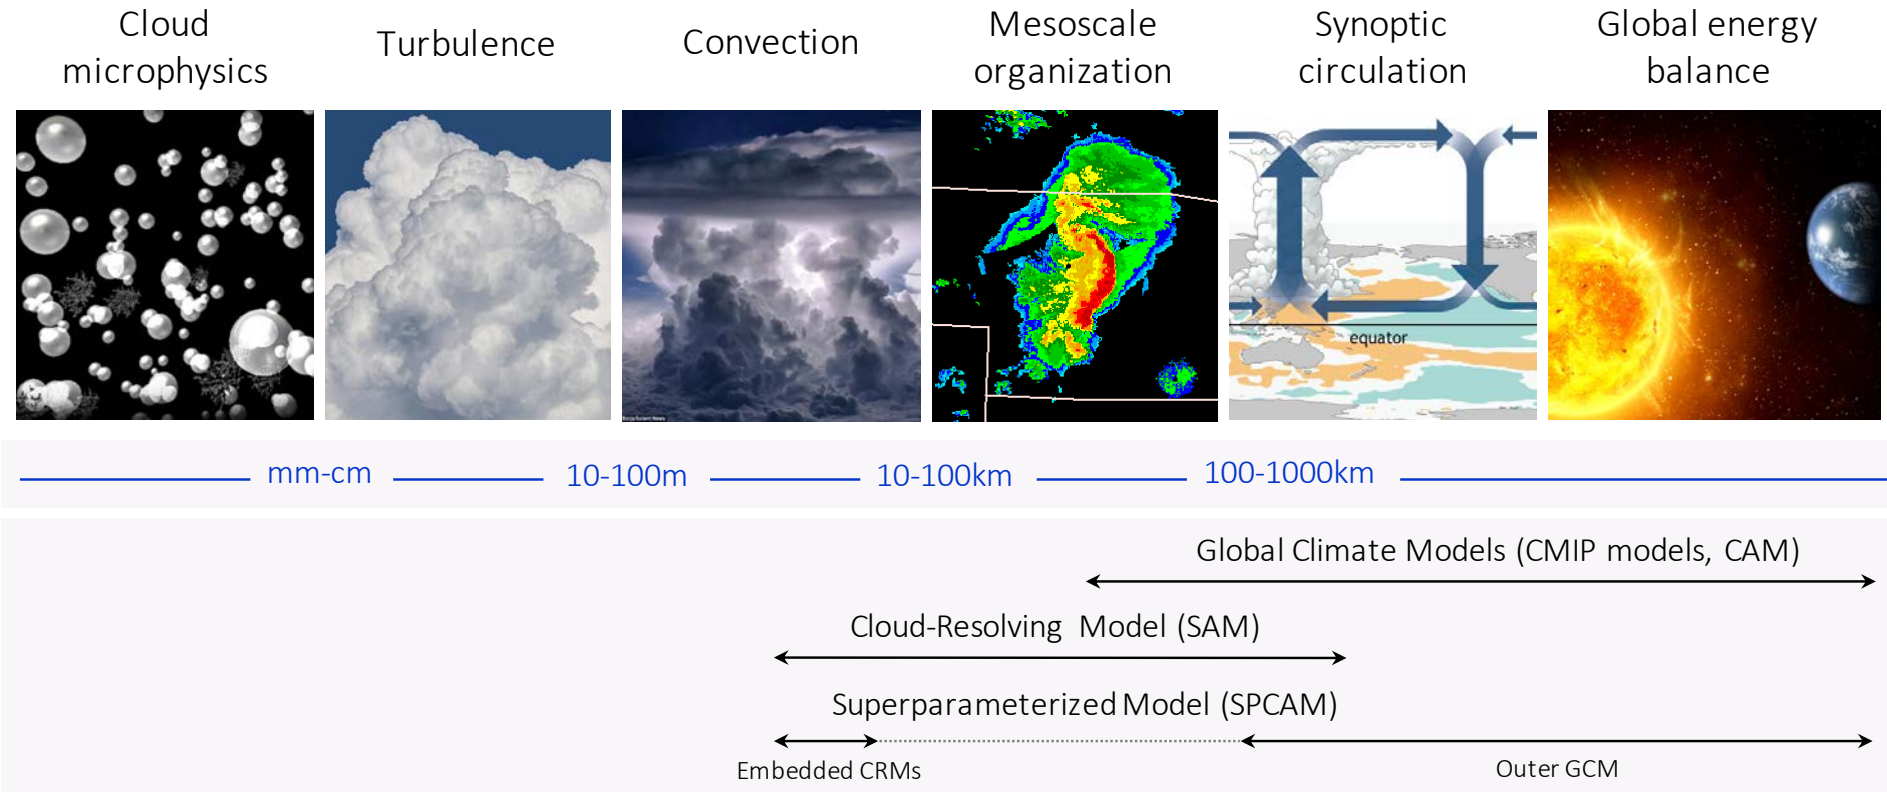 Cloud
microphysics
Turbulence
Convection
Mesoscale
organization
Synoptic
circulation
Global energy
balance
equator
mm-cm
10-100m
10-100km
100-1000km
Global Climate Models (CMIP models, CAM)
Cloud-Resolving Model (SAM)
Superparameterized Model (SPCAM)
Embedded CRMs
Outer GCM